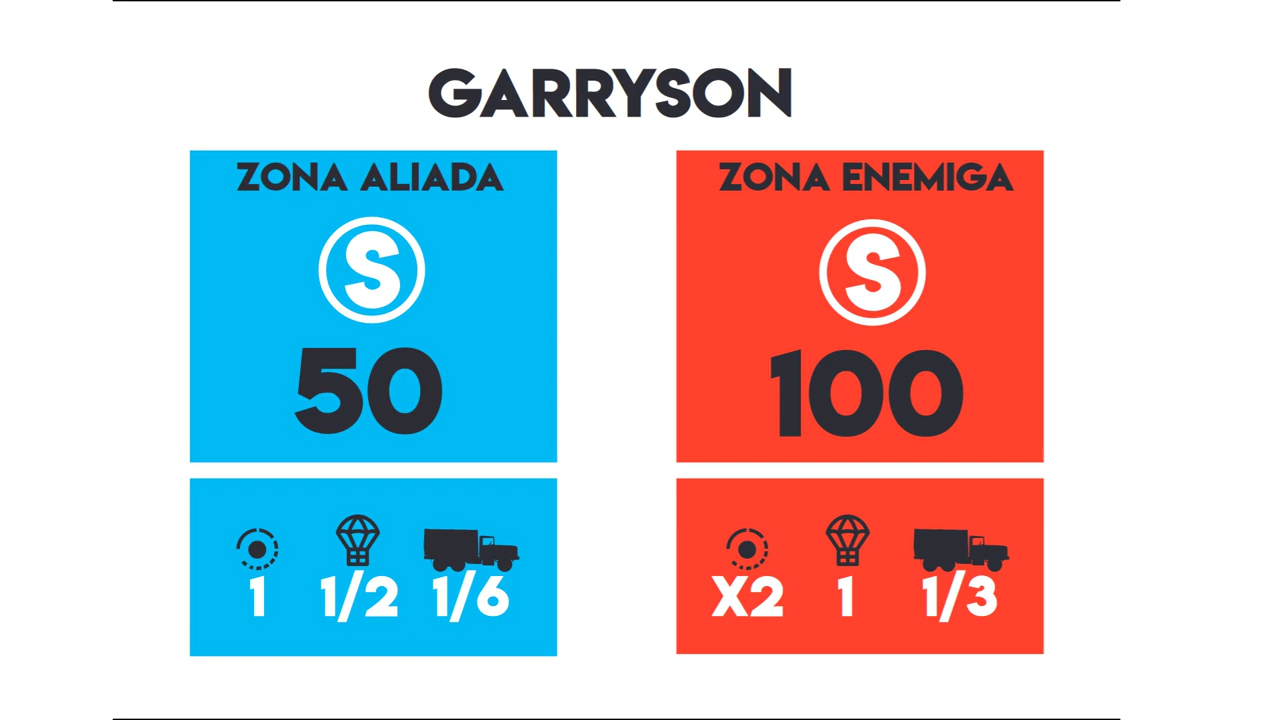 GARRYSON
ZONA ALIADA
S
50
1 1/2 1/6
ZONA ENEMIGA
S
100
X2 1 1/3